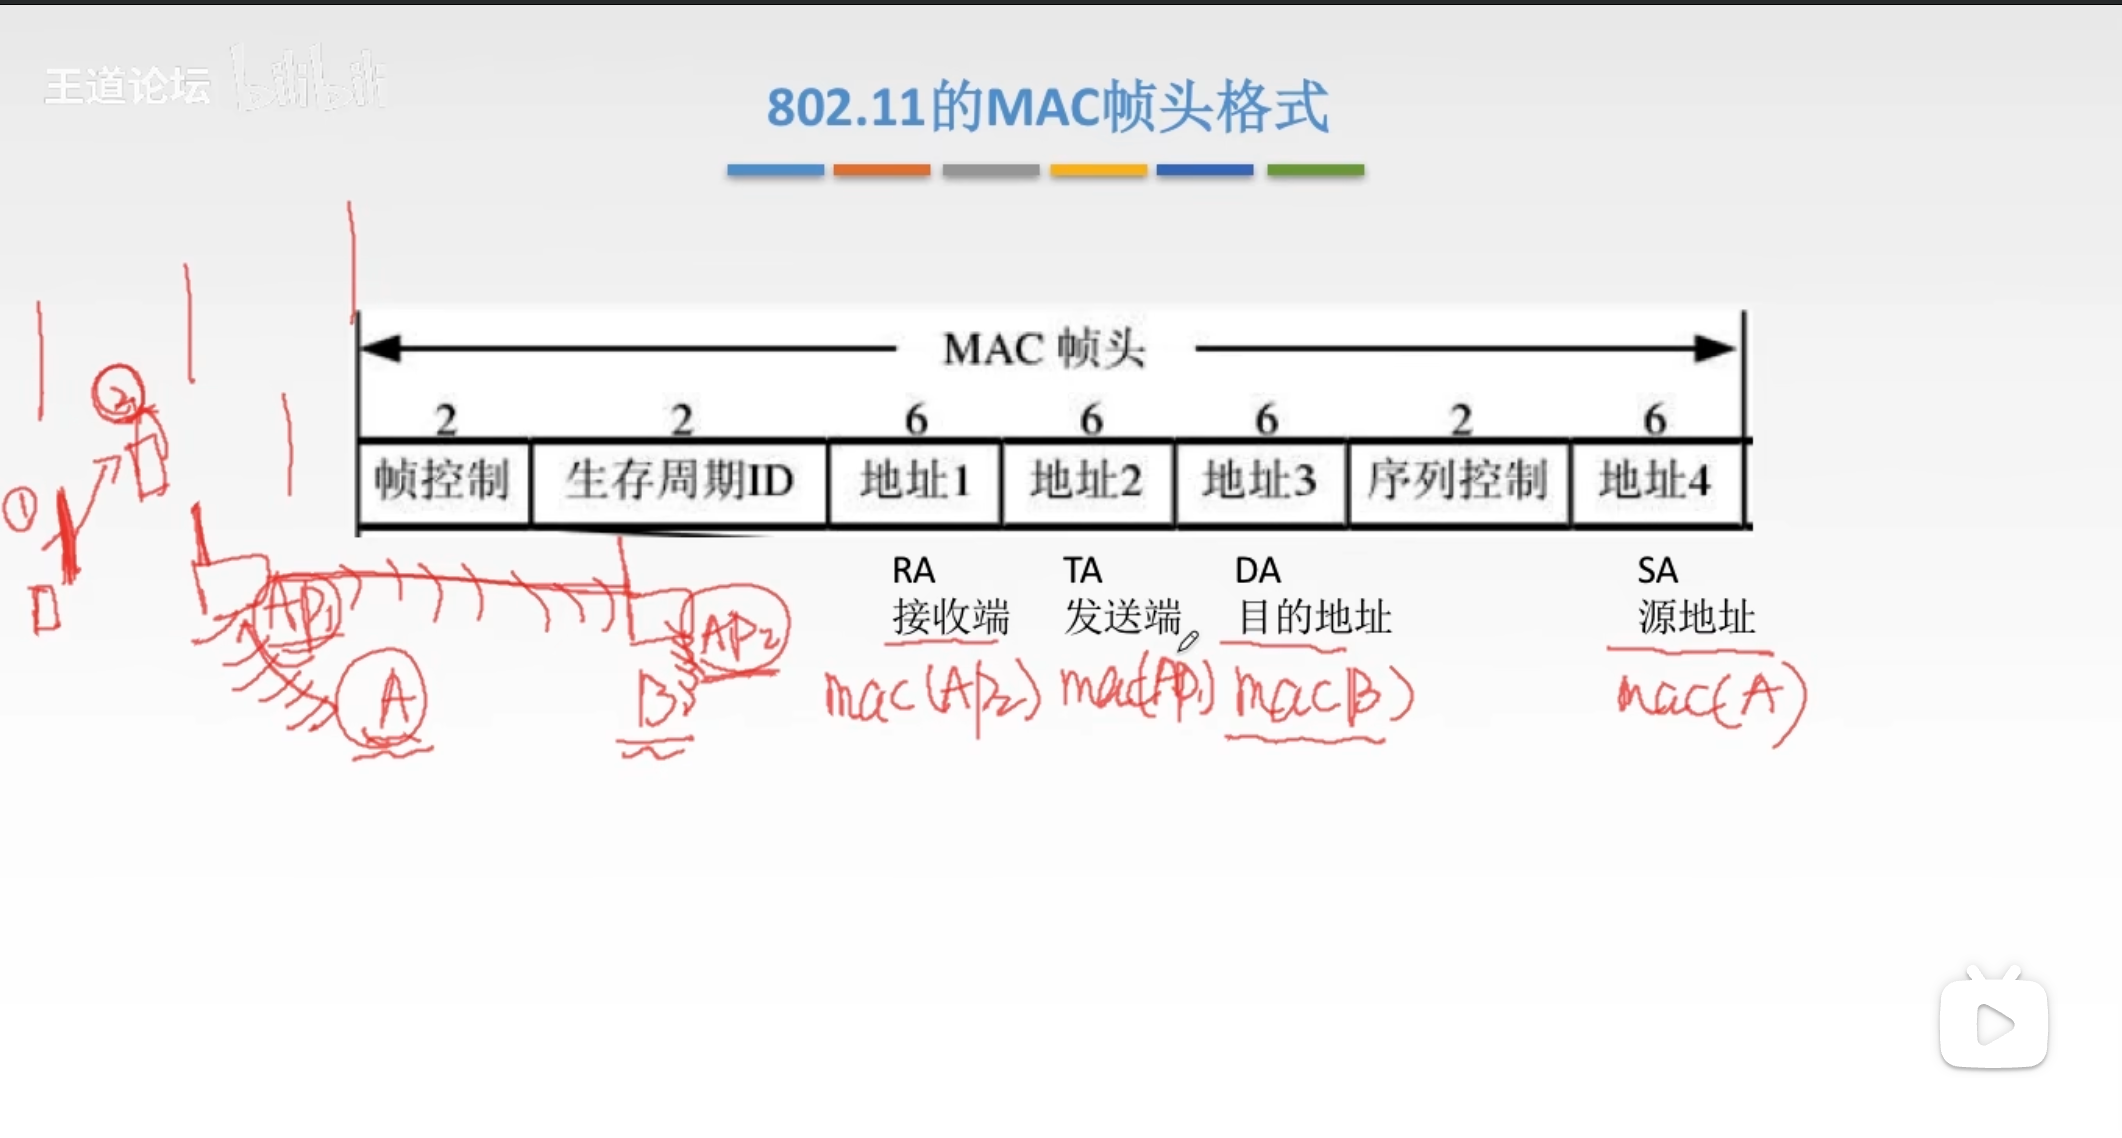 王道论坛 bilibili
802.11的MAC帧头格式
MAC 帧头
2 2 6 6 6 2 6
帧控制 生存周期ID 地址1 地址2 地址3 序列控制 地址4
RA TA DA SA
接收端 发送端 目的地址 源地址
mac(AP2) mac(AP1) mac(B) mac(A)
2
1
AP1
AP2
A
B